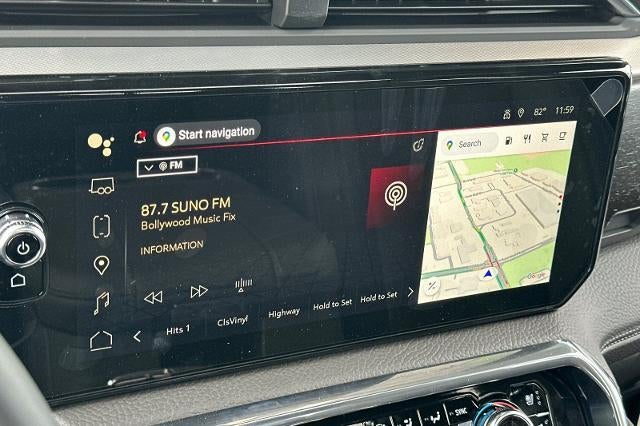 82° 11:59
Start navigation
Search
FM
87.7 SUNO FM
Bollywood Music Fix
INFORMATION
Google
Hits 1 ClsVinyl Highway Hold to Set Hold to Set
SYNC